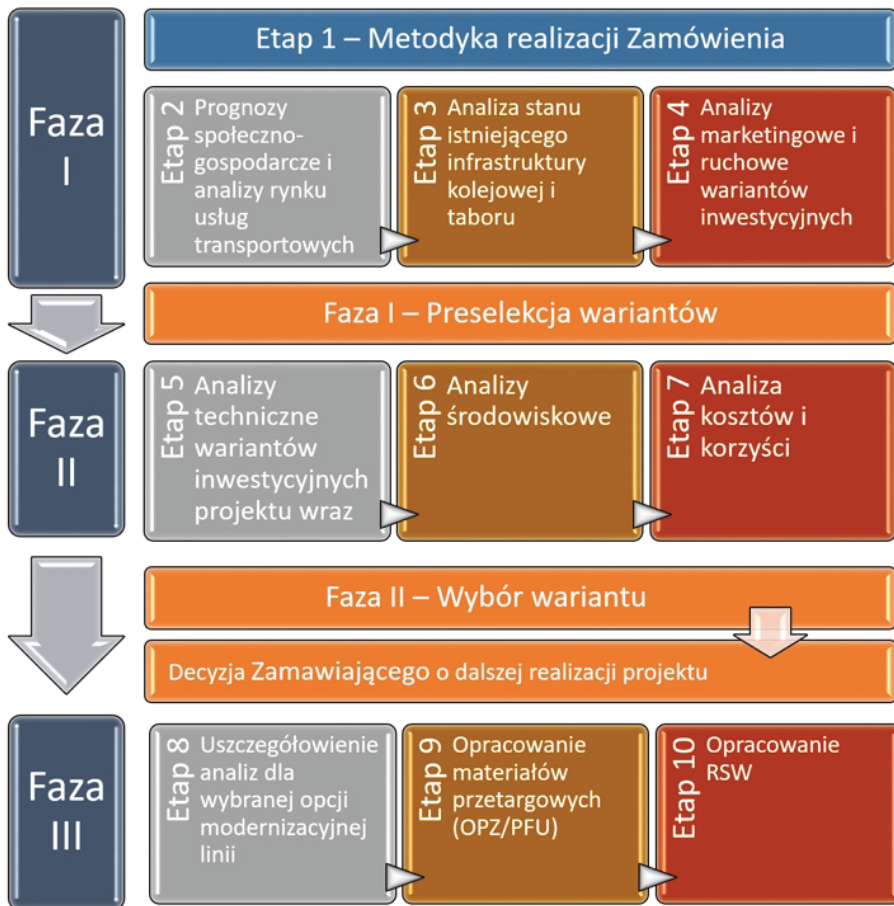 Faza
I
Etap 1 – Metodyka realizacji Zamówienia
Etap 2
Prognozy
społeczno-
gospodarcze i
analizy rynku
usług
transportowych
Etap 3
Analiza stanu
istniejącego
infrastruktury
kolejowej i
taboru
Etap 4
Analizy
marketingowe i
ruchowe
wariantów
inwestycyjnych
Faza I – Preselekcja wariantów
Faza
II
Etap 5
Analizy
techniczne
wariantów
inwestycyjnych
projektu wraz
Etap 6
Analizy
środowiskowe
Etap 7
Analiza
kosztów i
korzyści
Faza II – Wybór wariantu
Decyzja Zamawiającego o dalszej realizacji projektu
Faza
III
Etap 8
Uszczegółowienie
analiz dla
wybranej opcji
modernizacyjnej
linii
Etap 9
Opracowanie
materiałów
przetargowych
(OPZ/PFU)
Etap 10
Opracowanie
RSW